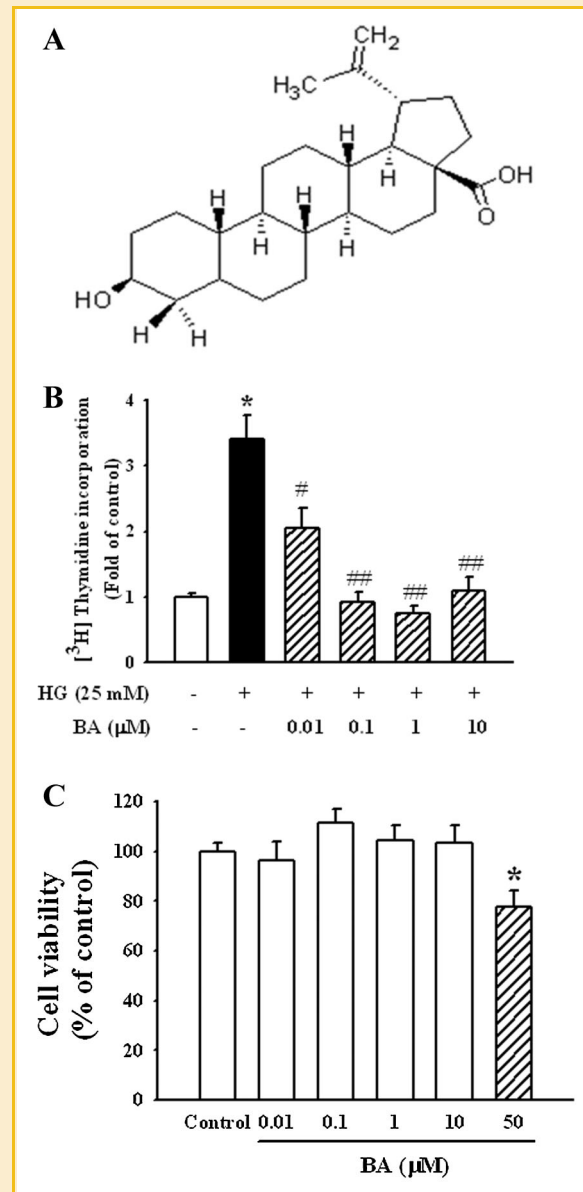 A
CH2
H3C
H
H
OH
H
H
O
H
H
HO
H
H
B
[3H] Thymidine incorporation
(Fold of control)
4
3
2
1
0
*
#
##
##
##
HG (25 mM) - + + + + +
BA (μM) - - 0.01 0.1 1 10
C
Cell viability
(% of control)
120
100
80
60
40
20
0
*
Control 0.01 0.1 1 10 50
BA (μM)